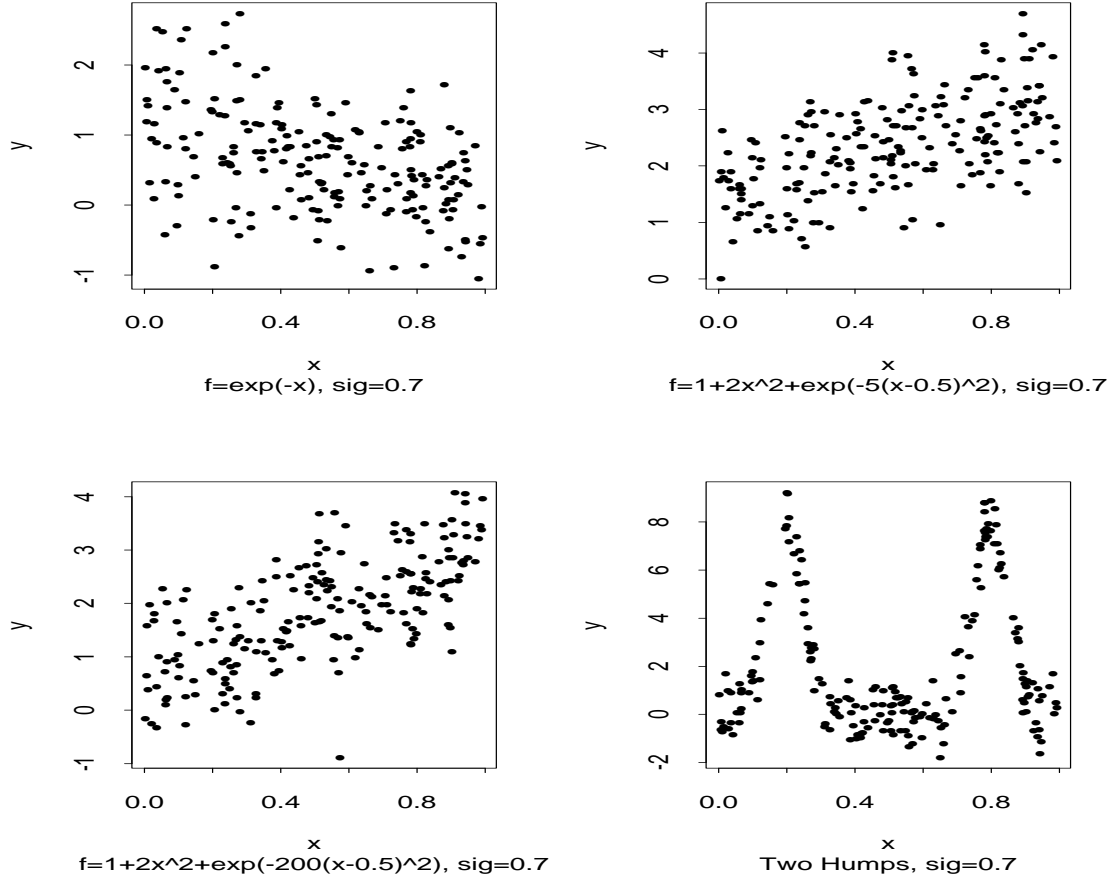 2
1
0
-1
y
0.0 0.4 0.8
x
f=exp(-x), sig=0.7
4
3
2
1
0
y
0.0 0.4 0.8
x
f=1+2x^2+exp(-5(x-0.5)^2), sig=0.7
4
3
2
1
0
-1
y
0.0 0.4 0.8
x
f=1+2x^2+exp(-200(x-0.5)^2), sig=0.7
8
6
4
2
0
-2
y
0.0 0.4 0.8
x
Two Humps, sig=0.7